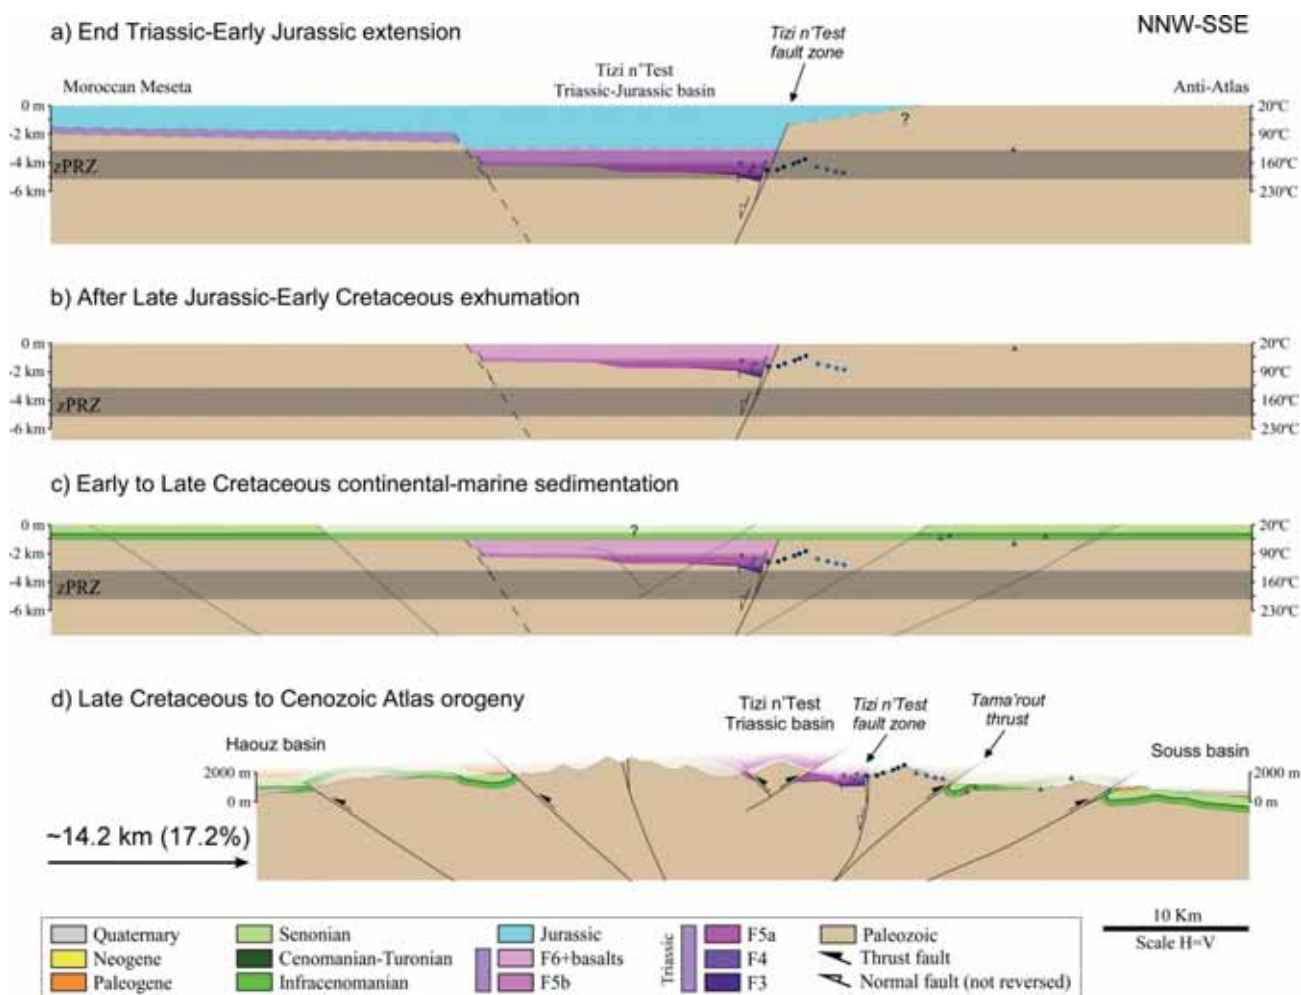 a) End Triassic-Early Jurassic extension
Tizi n'Test
fault zone
NNW-SSE
Moroccan Meseta
Tizi n'Test
Triassic-Jurassic basin
Anti-Atlas
0 m
-2 km
-4 km
-6 km
zPRZ
?
20ºC
90ºC
160ºC
230ºC
b) After Late Jurassic-Early Cretaceous exhumation
0 m
-2 km
-4 km
-6 km
zPRZ
20ºC
90ºC
160ºC
230ºC
c) Early to Late Cretaceous continental-marine sedimentation
0 m
-2 km
-4 km
-6 km
zPRZ
?
20ºC
90ºC
160ºC
230ºC
d) Late Cretaceous to Cenozoic Atlas orogeny
Haouz basin
Tizi n'Test
Triassic basin
Tizi n'Test
fault zone
Tama'rout
thrust
Souss basin
2000 m
0 m
2000 m
0 m
~14.2 km (17.2%)
Quaternary
Neogene
Paleogene
Senonian
Cenomanian-Turonian
Infracenomanian
Jurassic
F6+basalts
F5b
Triassic
F5a
F4
F3
Paleozoic
Thrust fault
Normal fault (not reversed)
10 Km
Scale H=V